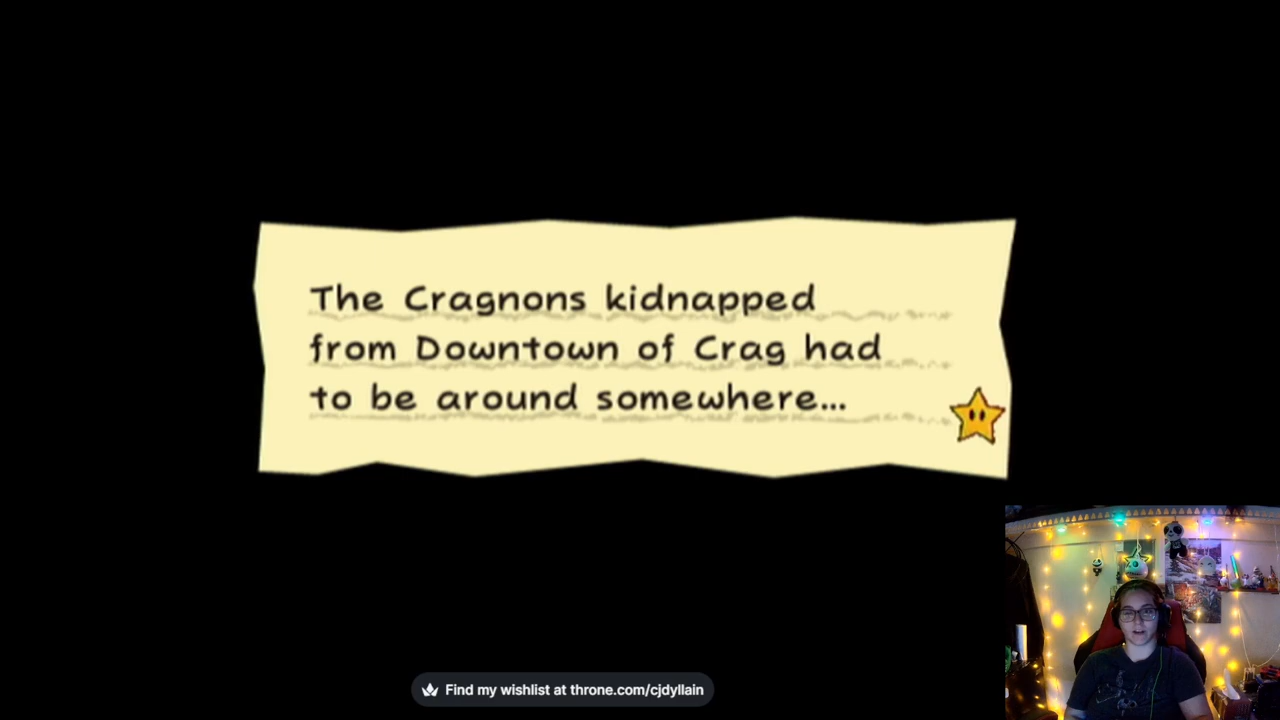 The Cragnons kidnapped
from Downtown of Crag had
to be around somewhere...
Find my wishlist at throne.com/cjdyllain